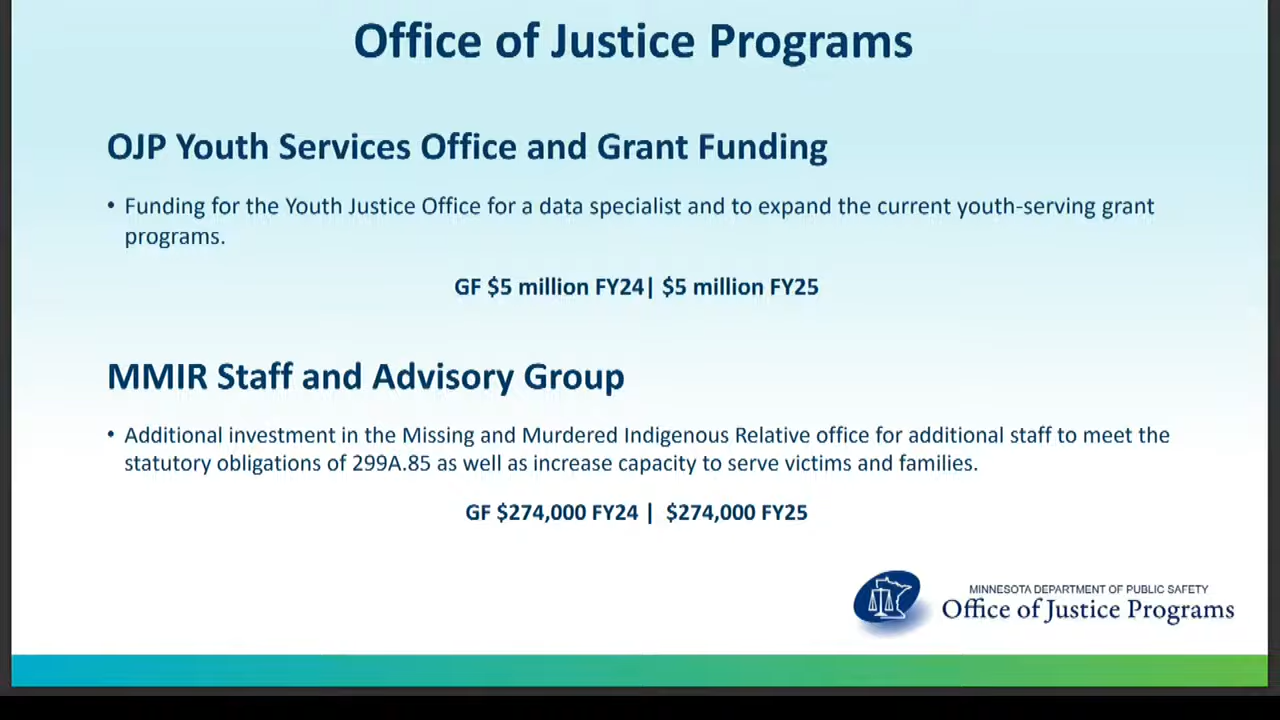 Office of Justice Programs
OJP Youth Services Office and Grant Funding
• Funding for the Youth Justice Office for a data specialist and to expand the current youth-serving grant
programs.
GF $5 million FY24| $5 million FY25
MMIR Staff and Advisory Group
• Additional investment in the Missing and Murdered Indigenous Relative office for additional staff to meet the
statutory obligations of 299A.85 as well as increase capacity to serve victims and families.
GF $274,000 FY24 | $274,000 FY25
MINNESOTA DEPARTMENT OF PUBLIC SAFETY
Office of Justice Programs